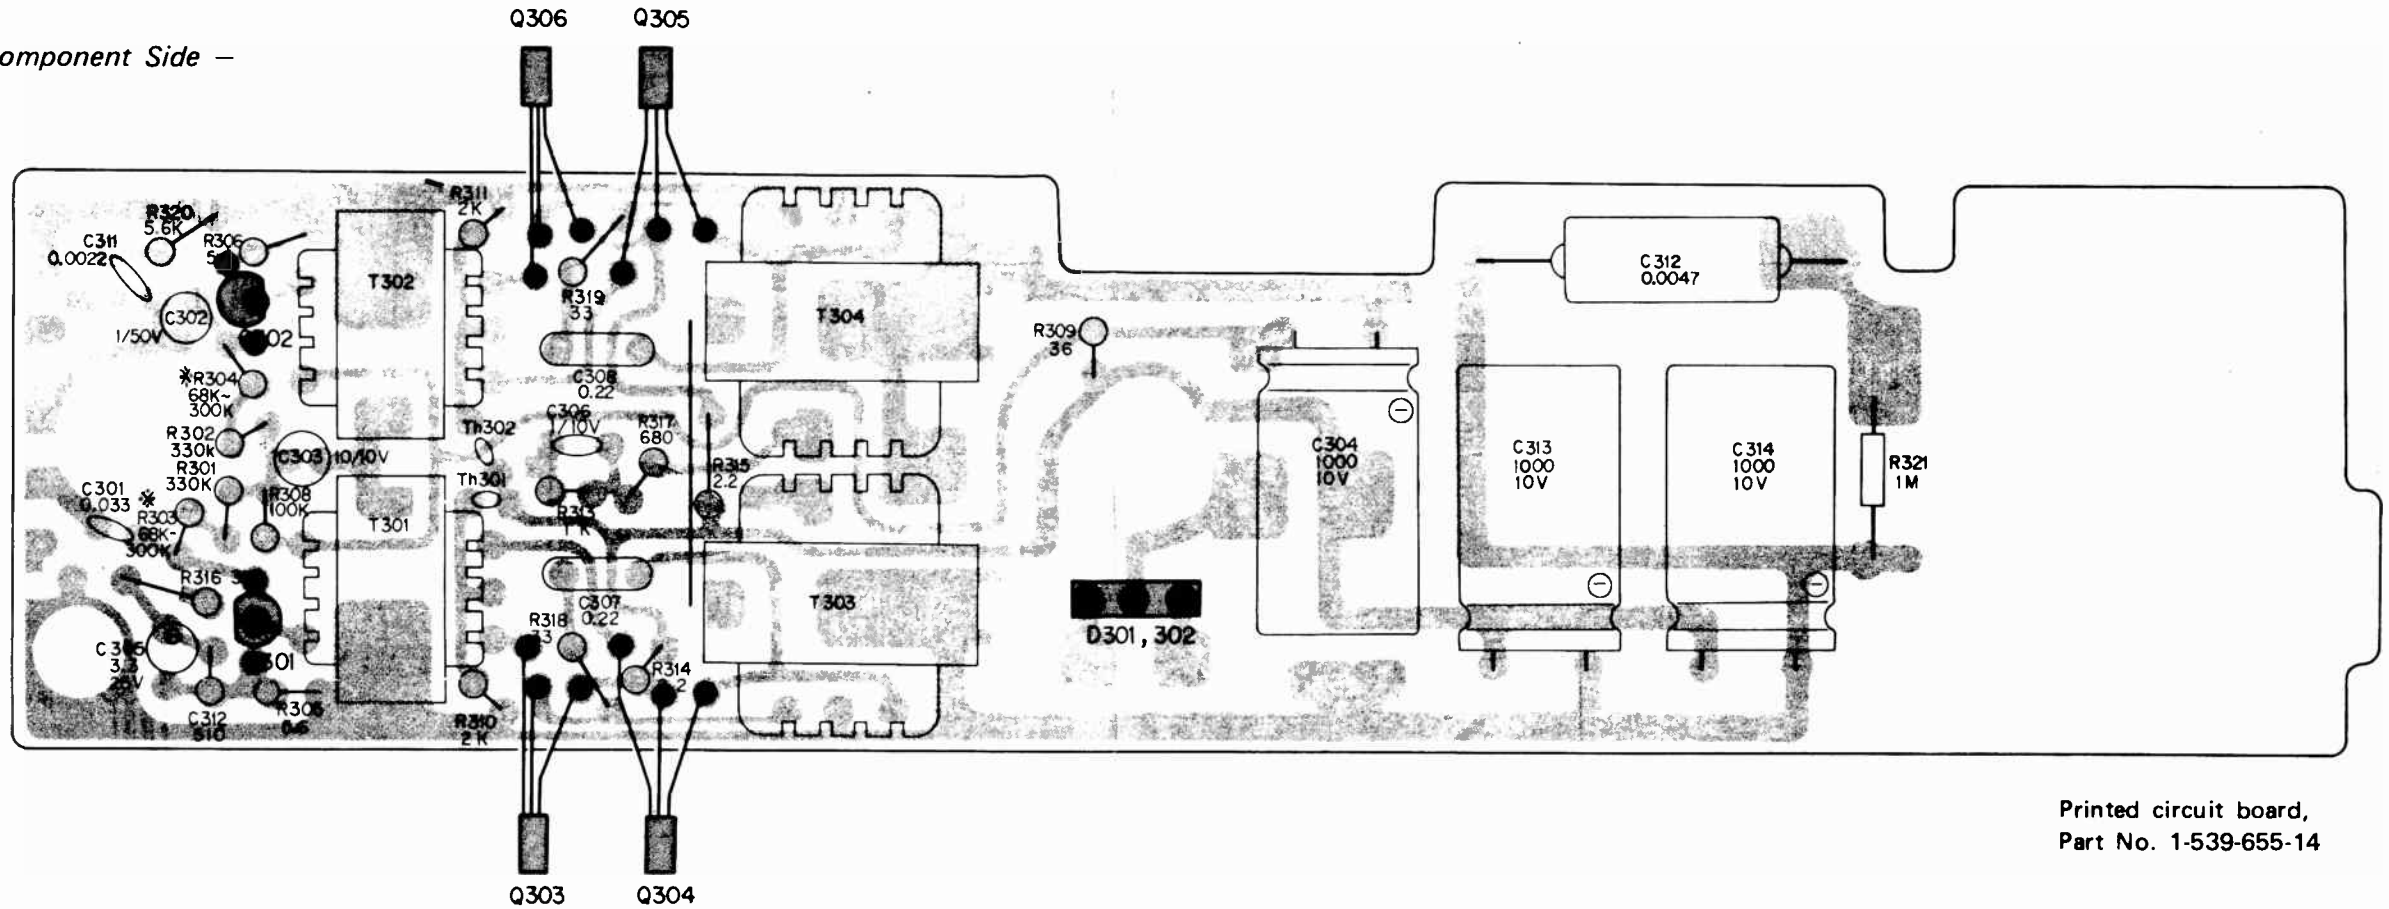 Q306
Q305
omponent Side –
R311
2K
R320
5.6K
C311
0.0022
R306
T302
C312
0.0047
C302
1/50V
R319
33
T304
R309
36
※R304
68K~
300K
C308
0.22
C306
1/10V
R317
680
Th302
R302
330k
C303 10/10V
R301
330K
C304
1000
10V
C313
1000
10V
C314
1000
10V
R321
1M
R315
2.2
Th301
C301
0.033
※
R303
68K-
300K
R308
100K
T301
R313
R316
C307
0.22
T303
R318
33
D301, 302
3.3
R314
C312
510
R310
2K
Q303
Q304
Printed circuit board,
Part No. 1-539-655-14